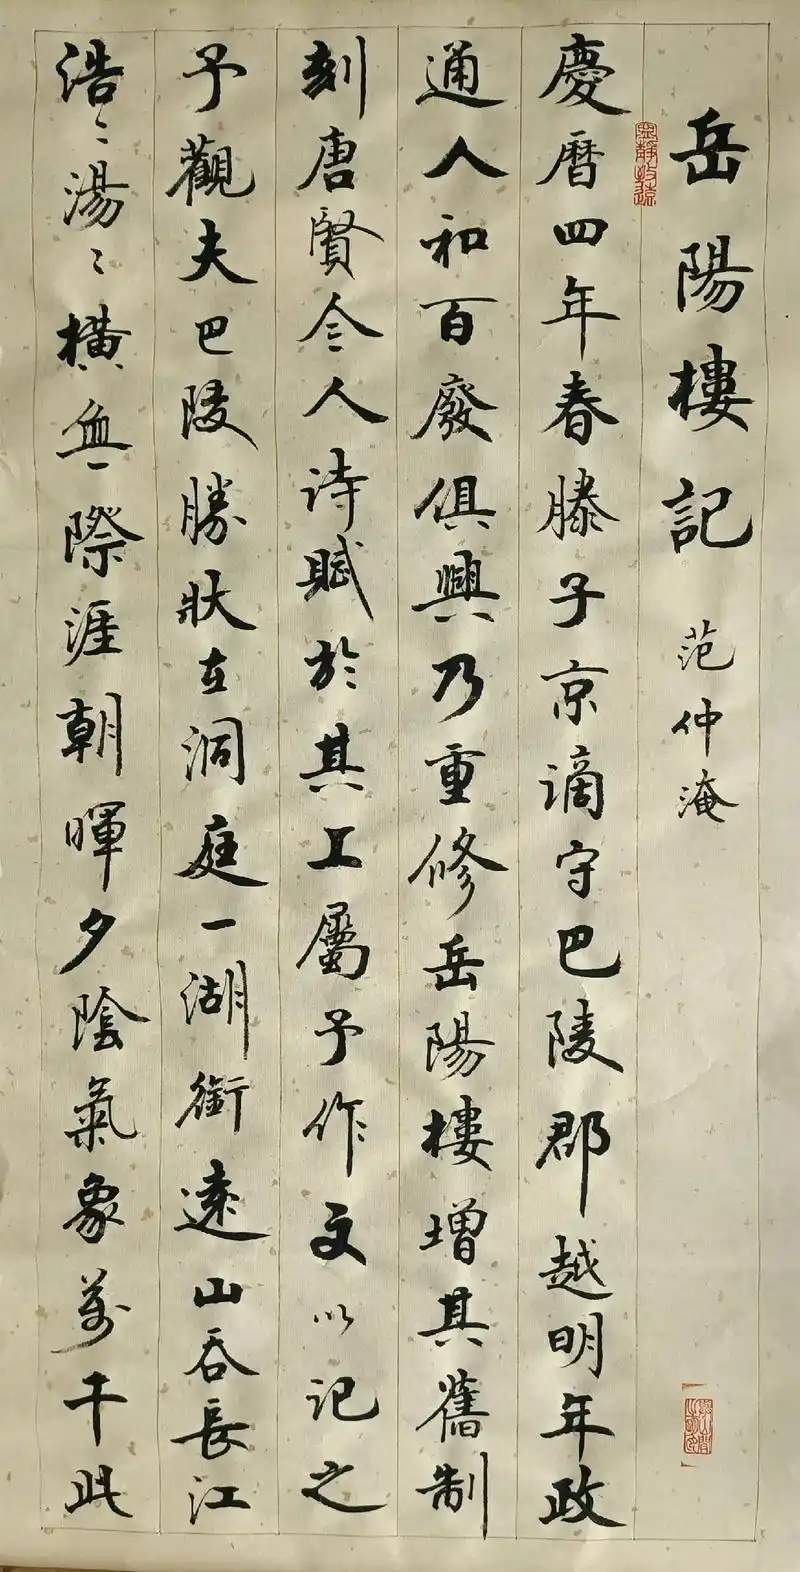 岳陽樓記 范仲淹
慶曆四年春滕子京謫守巴陵郡越明年政
通人和百廢俱興乃重修岳陽樓增其舊制
刻唐賢今人詩賦於其工屬予作文以記之
予觀夫巴陵勝狀在洞庭一湖銜遠山吞長江
浩〻湯〻橫無際涯朝暉夕陰氣象萬千此